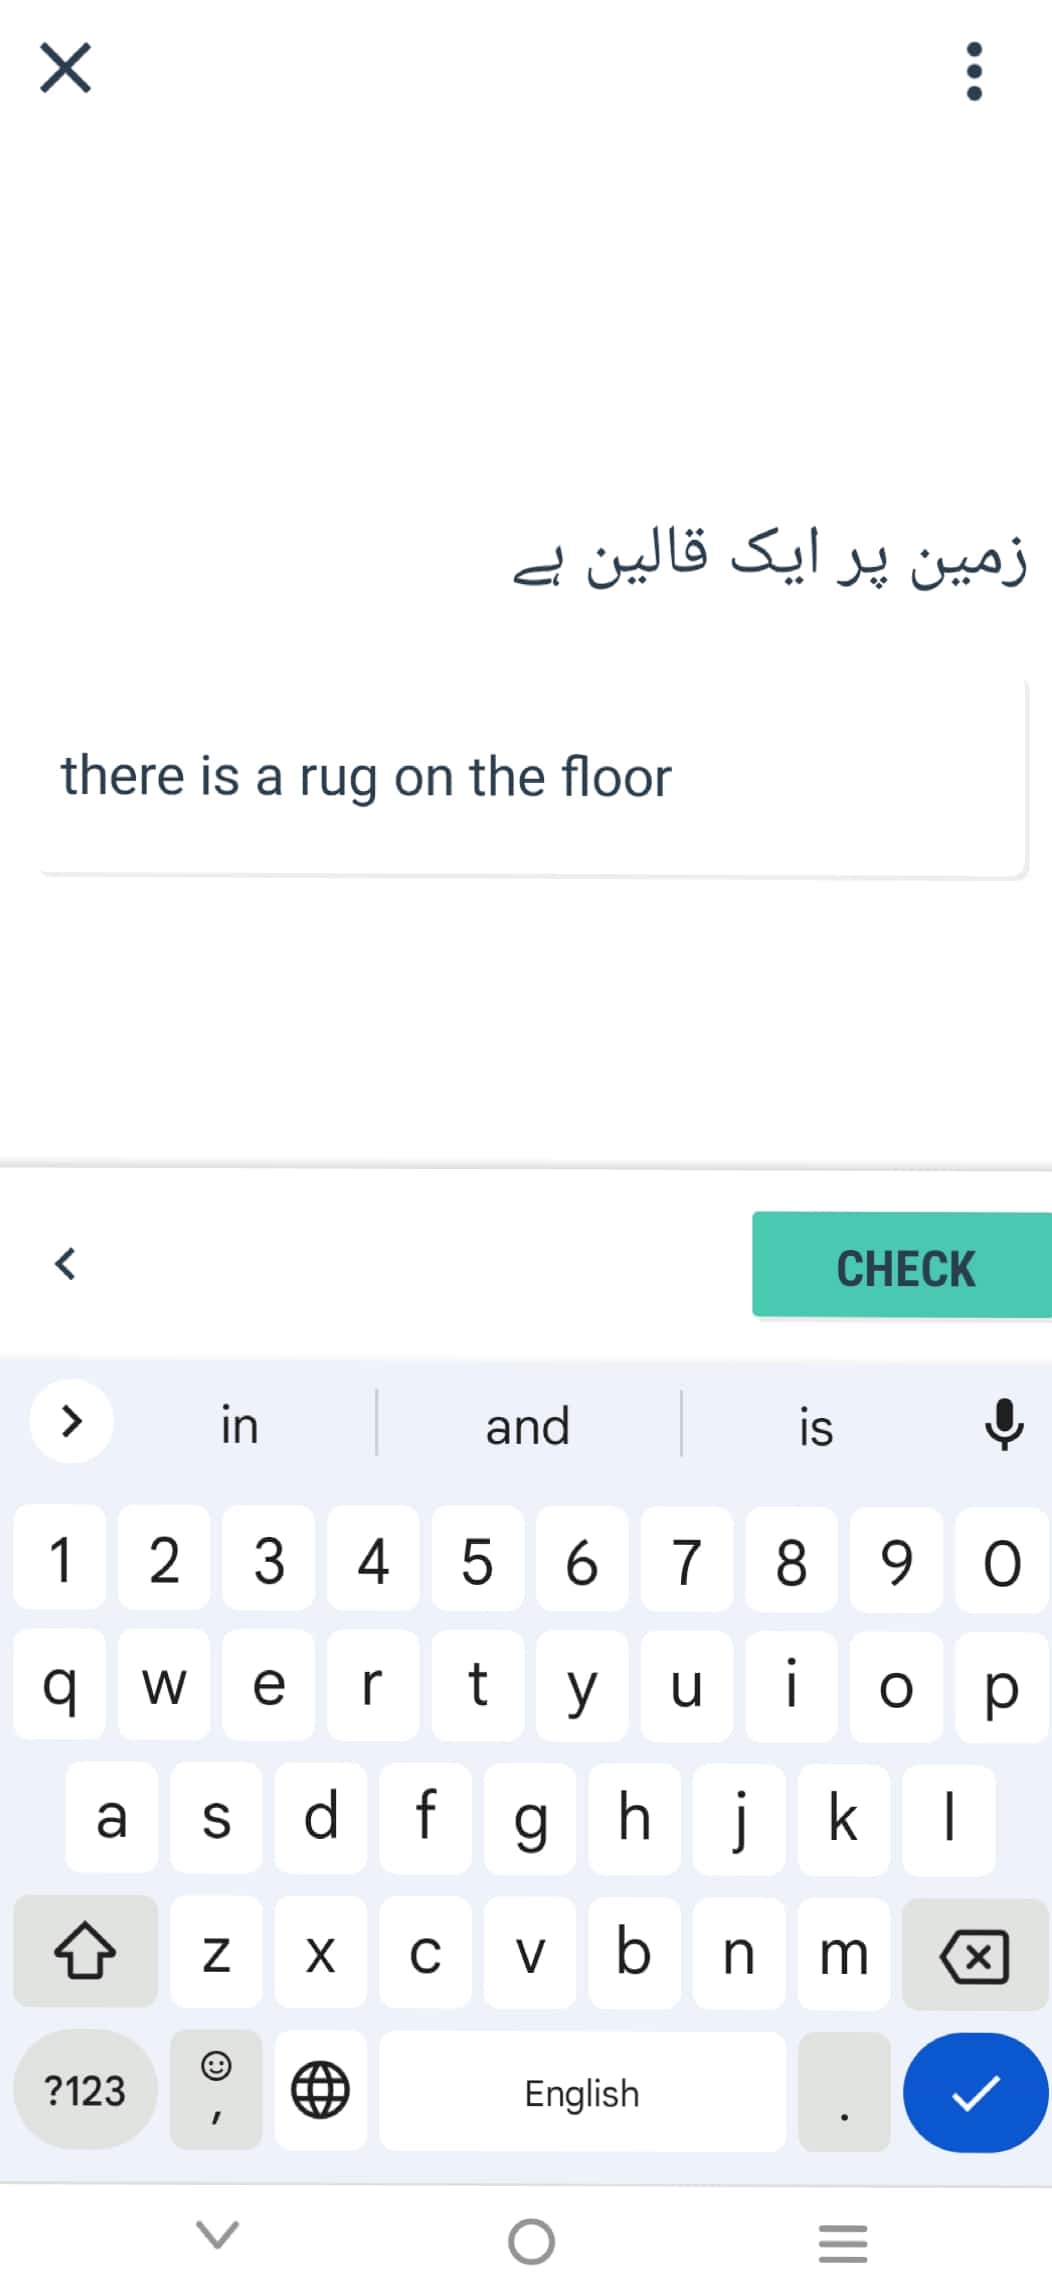 زمین پر ایک قالین ہے
there is a rug on the floor
CHECK
in and is
1 2 3 4 5 6 7 8 9 0
q w e r t y u i o p
a s d f g h j k l
z x c v b n m
?123 , English .